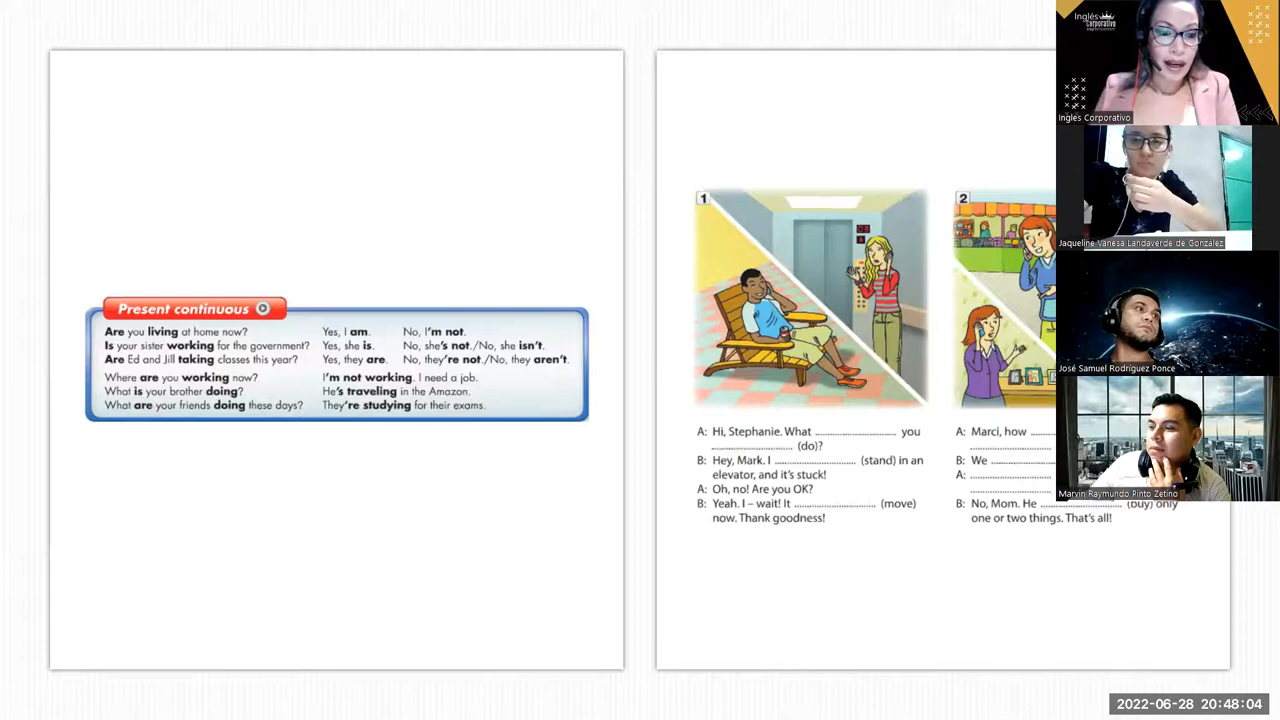 Present continuous
Are you living at home now? Yes, I am. No, I'm not.
Is your sister working for the government? Yes, she is. No, she's not./No, she isn't.
Are Ed and Jill taking classes this year? Yes, they are. No, they're not./No, they aren't.
Where are you working now? I'm not working. I need a job.
What is your brother doing? He's traveling in the Amazon.
What are your friends doing these days? They're studying for their exams.
1
A: Hi, Stephanie. What ........................... you
........................... (do)?
B: Hey, Mark. I ........................... (stand) in an
elevator, and it's stuck!
A: Oh, no! Are you OK?
B: Yeah. I – wait! It ........................... (move)
now. Thank goodness!
2
A: Marci, how ........
...........................
B: We ....................
A: ...........................
...........................
B: No, Mom. He ........................... (buy) only
one or two things. That's all!
Inglés
Corporativo
Inglés Corporativo
Jaqueline Vanesa Landaverde de González
José Samuel Rodríguez Ponce
Marvin Raymundo Pinto Zetino
2022-06-28 20:48:04